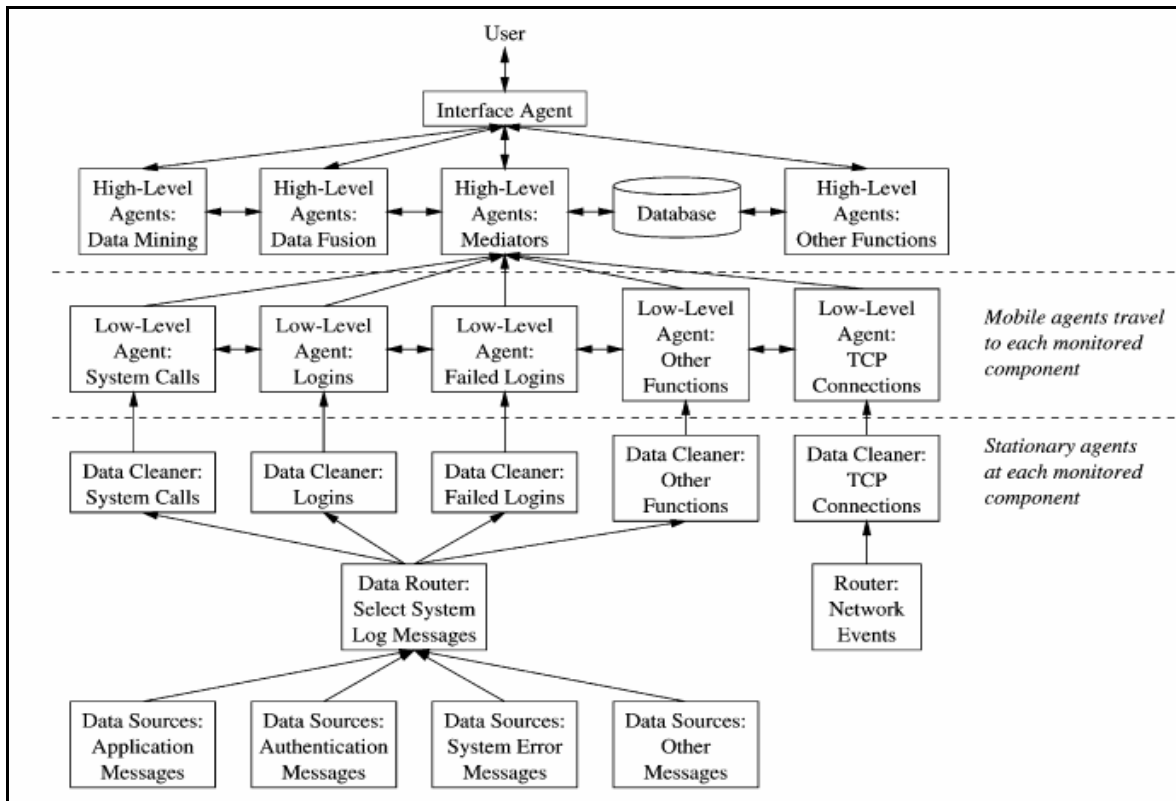 User
Interface Agent
High-Level
Agents:
Data Mining
High-Level
Agents:
Data Fusion
High-Level
Agents:
Mediators
Database
High-Level
Agents:
Other Functions
Low-Level
Agent:
System Calls
Low-Level
Agent:
Logins
Low-Level
Agent:
Failed Logins
Low-Level
Agent:
Other
Functions
Low-Level
Agent:
TCP
Connections
Mobile agents travel
to each monitored
component
Data Cleaner:
System Calls
Data Cleaner:
Logins
Data Cleaner:
Failed Logins
Data Cleaner:
Other
Functions
Data Cleaner:
TCP
Connections
Stationary agents
at each monitored
component
Data Router:
Select System
Log Messages
Router:
Network
Events
Data Sources:
Application
Messages
Data Sources:
Authentication
Messages
Data Sources:
System Error
Messages
Data Sources:
Other
Messages